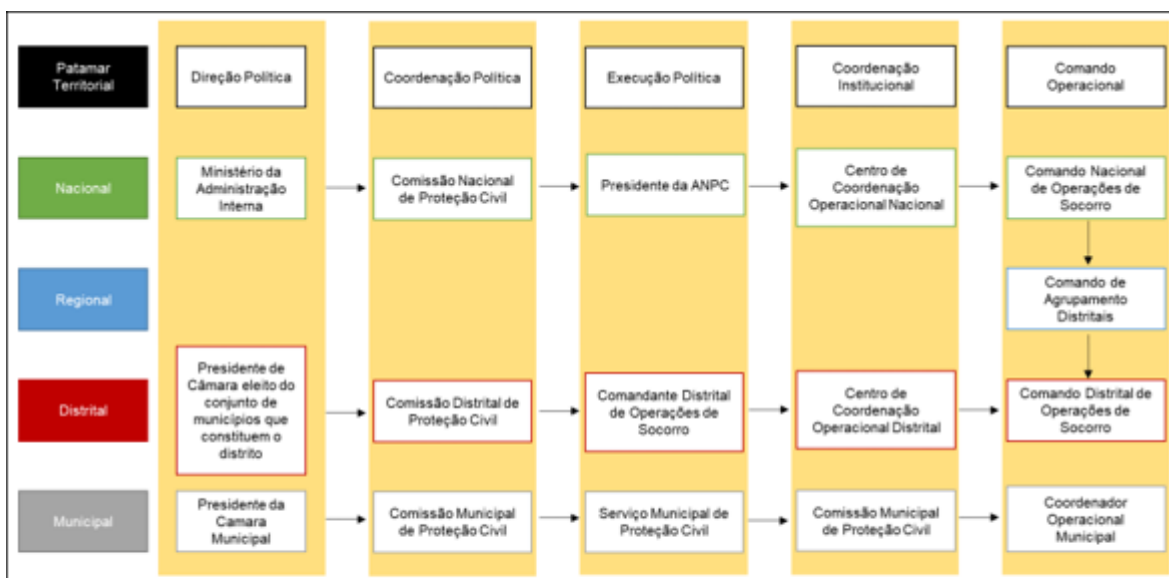 Patamar
Territorial
Direção Política
Coordenação Política
Execução Política
Coordenação
Institucional
Comando
Operacional
Nacional
Ministério da
Administração
Interna
Comissão Nacional
de Proteção Civil
Presidente da ANPC
Centro de
Coordenação
Operacional Nacional
Comando Nacional
de Operações de
Socorro
Regional
Comando de
Agrupamento
Distritais
Distrital
Presidente de
Câmara eleito do
conjunto de
municípios que
constituem o
distrito
Comissão Distrital de
Proteção Civil
Comandante Distrital
de Operações de
Socorro
Centro de
Coordenação
Operacional Distrital
Comando Distrital de
Operações de
Socorro
Municipal
Presidente da
Camara
Municipal
Comissão Municipal
de Proteção Civil
Serviço Municipal de
Proteção Civil
Comissão Municipal
de Proteção Civil
Coordenador
Operacional
Municipal